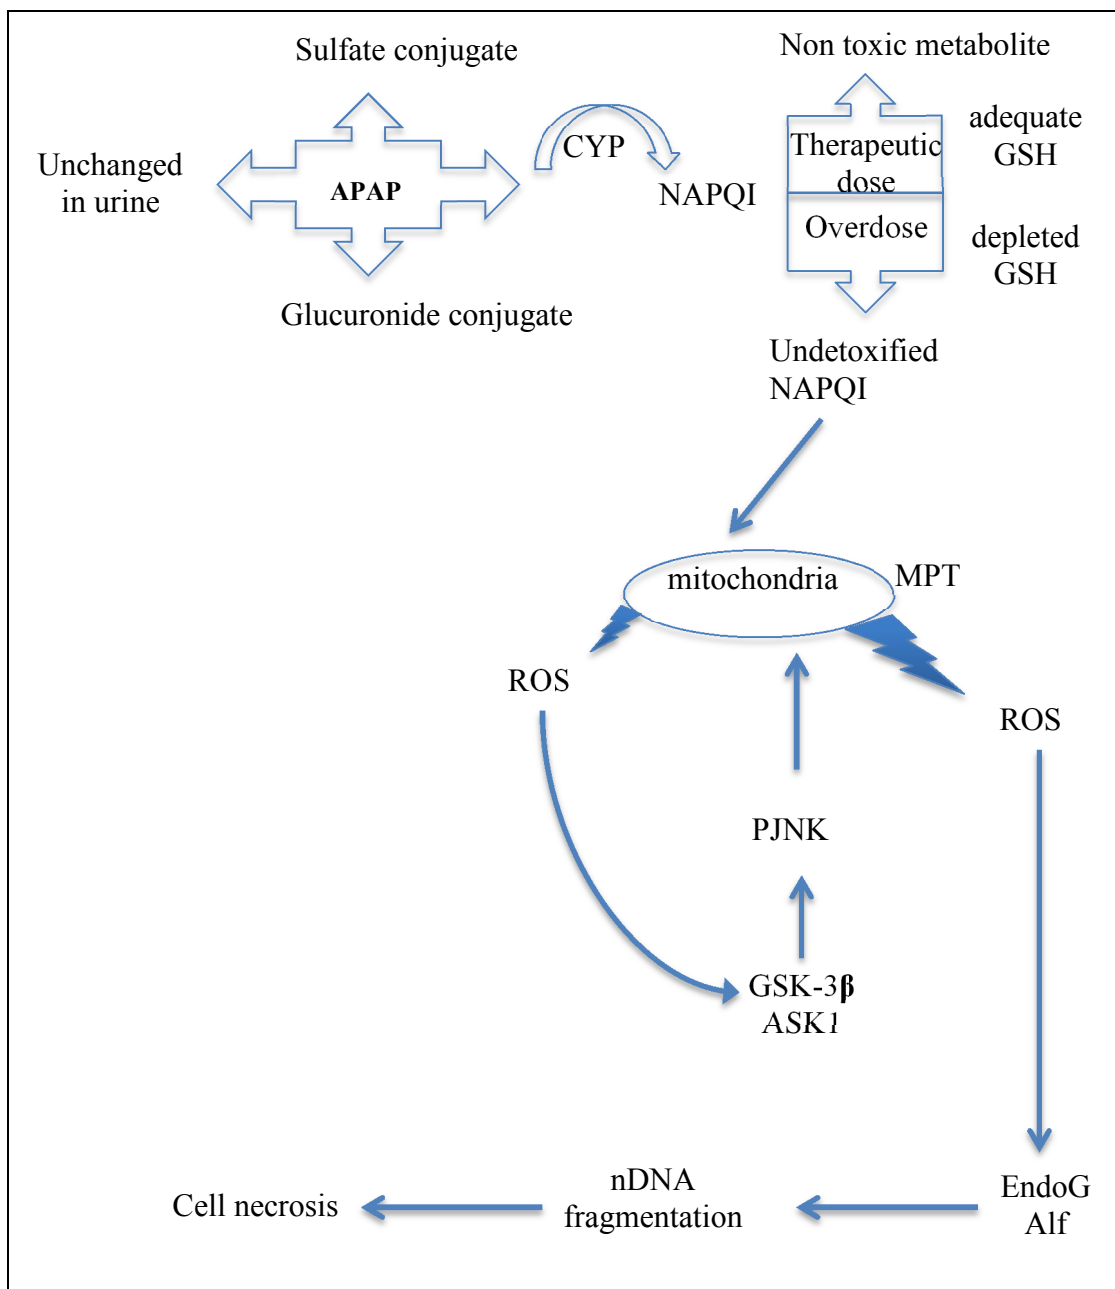 Sulfate conjugate
Non toxic metabolite
Unchanged
in urine
APAP
CYP
NAPQI
Therapeutic
dose
adequate
GSH
Overdose
depleted
GSH
Glucuronide conjugate
Undetoxified
NAPQI
mitochondria
MPT
ROS
ROS
PJNK
GSK-3β
ASK1
EndoG
Alf
nDNA
fragmentation
Cell necrosis